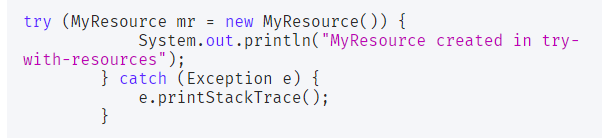 try (MyResource mr = new MyResource()) {
            System.out.println("MyResource created in try-
with-resources");
        } catch (Exception e) {
            e.printStackTrace();
        }